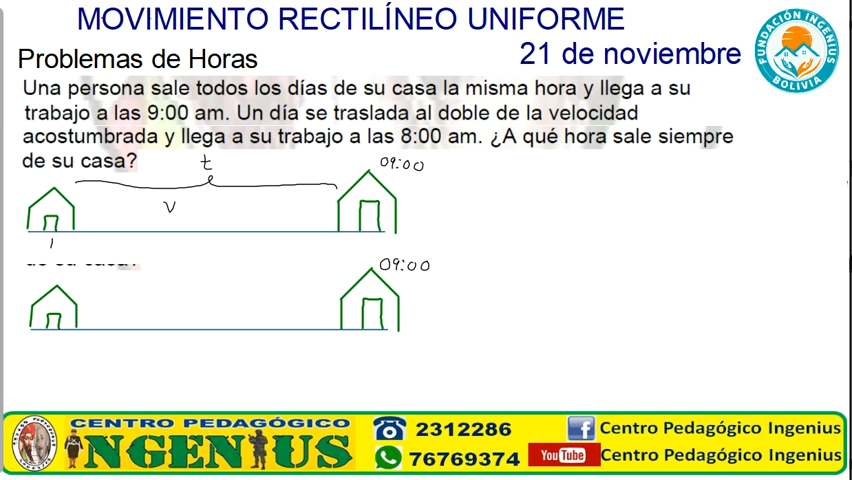 MOVIMIENTO RECTILÍNEO UNIFORME
Problemas de Horas
21 de noviembre
FUNDACIÓN INGENIUS
BOLIVIA
Una persona sale todos los días de su casa la misma hora y llega a su
trabajo a las 9:00 am. Un día se traslada al doble de la velocidad
acostumbrada y llega a su trabajo a las 8:00 am. ¿A qué hora sale siempre
de su casa?
t
09:00
v
09:00
CENTRO PEDAGÓGICO
INGENIUS
2312286
76769374
Centro Pedagógico Ingenius
YouTube Centro Pedagógico Ingenius